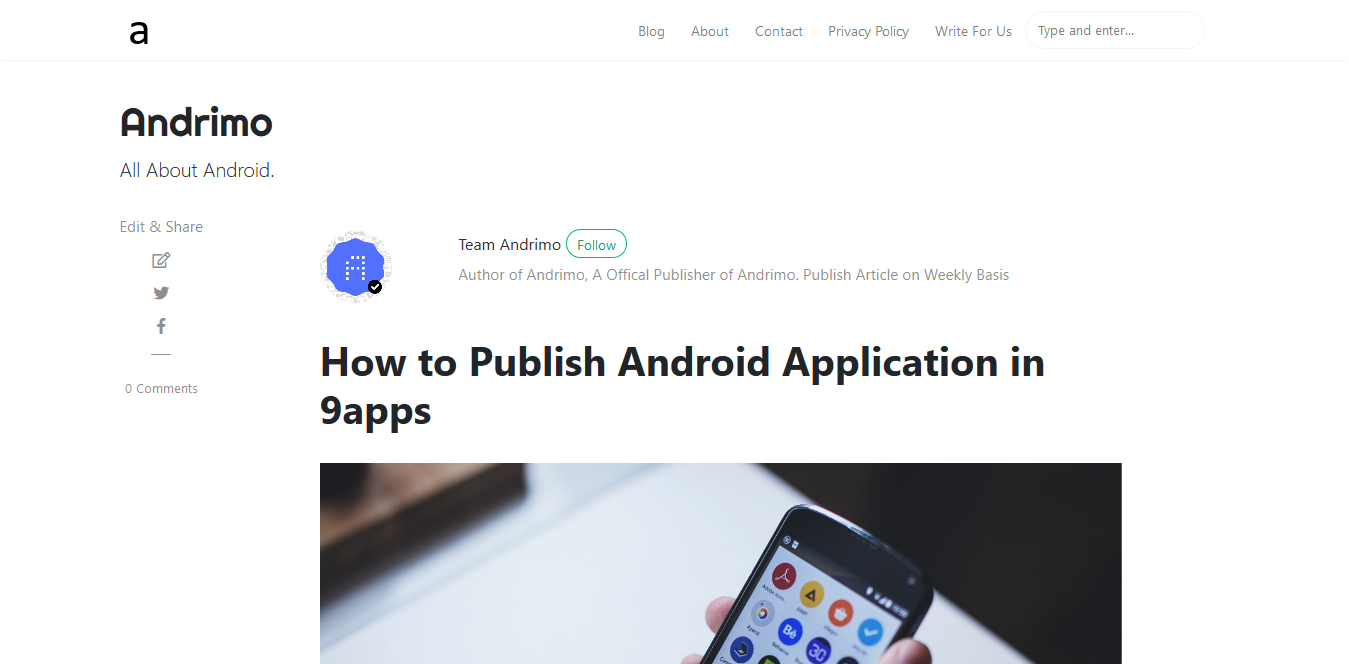 a
Blog About Contact Privacy Policy Write For Us Type and enter...
Andrimo
All About Android.
Edit & Share
0 Comments
Team Andrimo Follow
Author of Andrimo, A Offical Publisher of Andrimo. Publish Article on Weekly Basis
How to Publish Android Application in
9apps
Bē
30